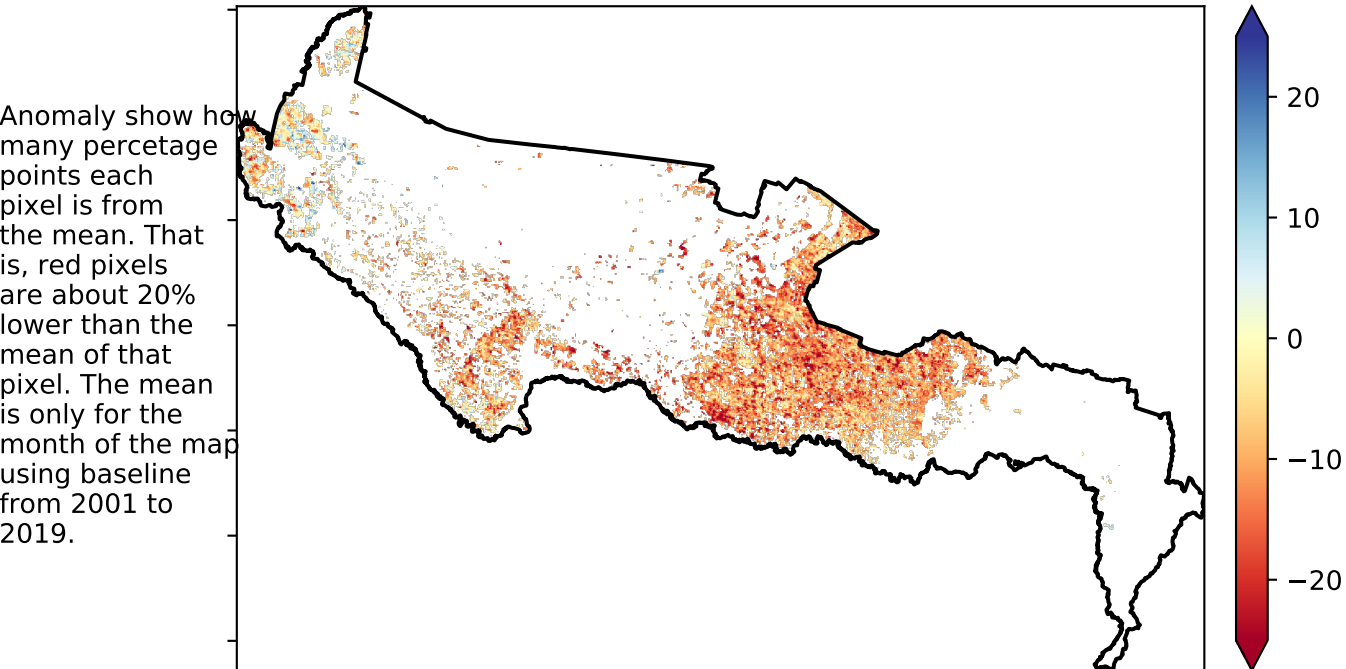 Anomaly show how
many percetage
points each
pixel is from
the mean. That
is, red pixels
are about 20%
lower than the
mean of that
pixel. The mean
is only for the
month of the map
using baseline
from 2001 to
2019.
20
10
0
−10
−20